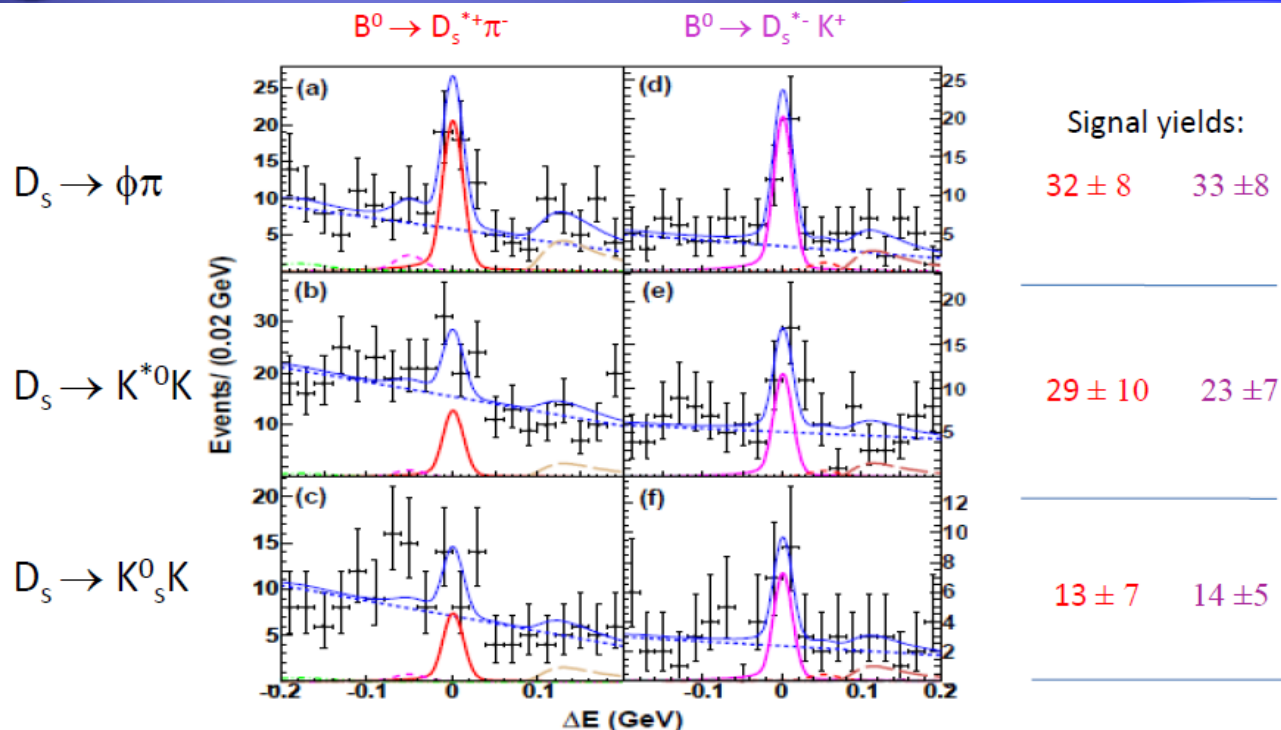 B⁰ → Dₛ*⁺π⁻
B⁰ → Dₛ*⁻ K⁺
Dₛ → ϕπ
Dₛ → K*⁰K
Dₛ → K⁰ₛK
Events/ (0.02 GeV)
(a)
25
20
15
10
5
(d)
25
20
15
10
5
(b)
30
20
10
(e)
20
15
10
5
(c)
20
15
10
5
(f)
12
10
8
6
4
2
-0.2 -0.1 0 0.1 -0.1 0 0.1 0.2
ΔE (GeV)
Signal yields:
32 ± 8 33 ±8
29 ± 10 23 ±7
13 ± 7 14 ±5